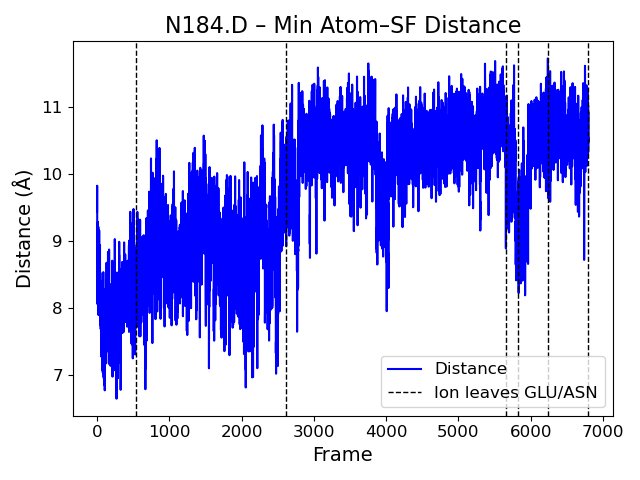 N184.D – Min Atom–SF Distance
Distance (Å)
11
10
9
8
7
Distance
Ion leaves GLU/ASN
0 1000 2000 3000 4000 5000 6000 7000
Frame